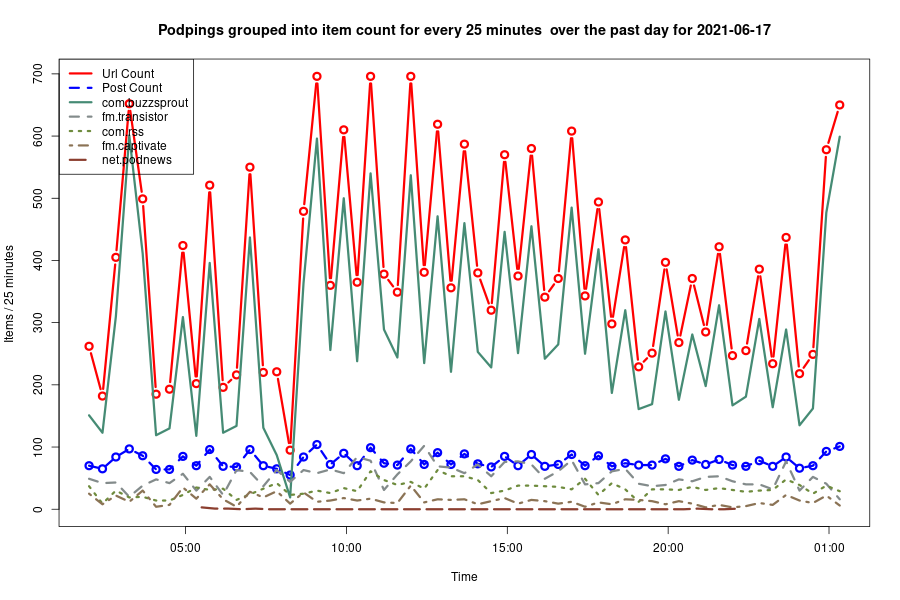 Podpings grouped into item count for every 25 minutes  over the past day for 2021-06-17
Url Count
Post Count
com.buzzsprout
fm.transistor
com.rss
fm.captivate
net.podnews
700
600
500
400
300
200
100
0
Items / 25 minutes
05:00
10:00
15:00
20:00
01:00
Time